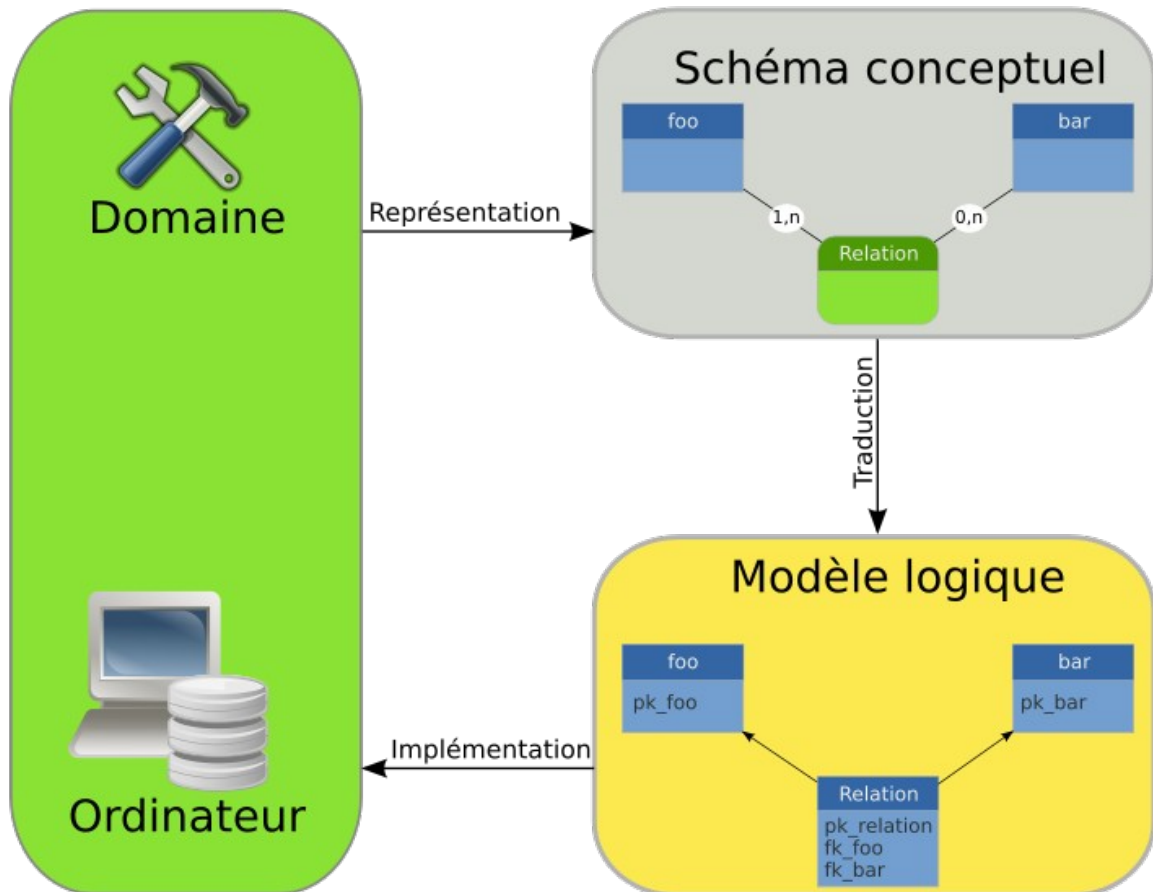 Domaine
Représentation
Schéma conceptuel
foo
bar
1,n
0,n
Relation
Traduction
Modèle logique
foo
bar
pk_foo
pk_bar
Relation
pk_relation
fk_foo
fk_bar
Implémentation
Ordinateur